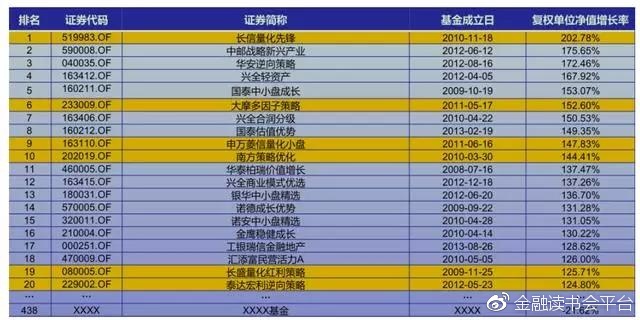 排名 证券代码 证券简称 基金成立日 复权单位净值增长率
1 519983.OF 长信量化先锋 2010-11-18 202.78%
2 590008.OF 中邮战略新兴产业 2012-06-12 175.65%
3 040035.OF 华安逆向策略 2012-08-16 172.46%
4 163412.OF 兴全轻资产 2012-04-05 167.92%
5 160211.OF 国泰中小盘成长 2009-10-19 153.07%
6 233009.OF 大摩多因子策略 2011-05-17 152.60%
7 163406.OF 兴全合润分级 2010-04-22 150.53%
8 160212.OF 国泰估值优势 2013-02-19 149.35%
9 163110.OF 申万菱信量化小盘 2011-06-16 147.83%
10 202019.OF 南方策略优化 2010-03-30 144.41%
11 460005.OF 华泰柏瑞价值增长 2008-07-16 137.47%
12 163415.OF 兴全商业模式优选 2012-12-18 137.26%
13 180031.OF 银华中小盘精选 2012-06-20 136.70%
14 570005.OF 诺德成长优势 2009-09-22 131.28%
15 320011.OF 诺安中小盘精选 2010-04-28 131.05%
16 210004.OF 金鹰稳健成长 2010-04-14 130.22%
17 000251.OF 工银瑞信金融地产 2013-08-26 128.62%
18 470009.OF 汇添富民营活力A 2010-05-05 126.00%
19 080005.OF 长盛量化红利策略 2009-11-25 125.71%
20 229002.OF 泰达宏利逆向策略 2012-05-23 124.80%
… … … … …
438 XXXX XXXX基金 -21.62%
金融读书会平台